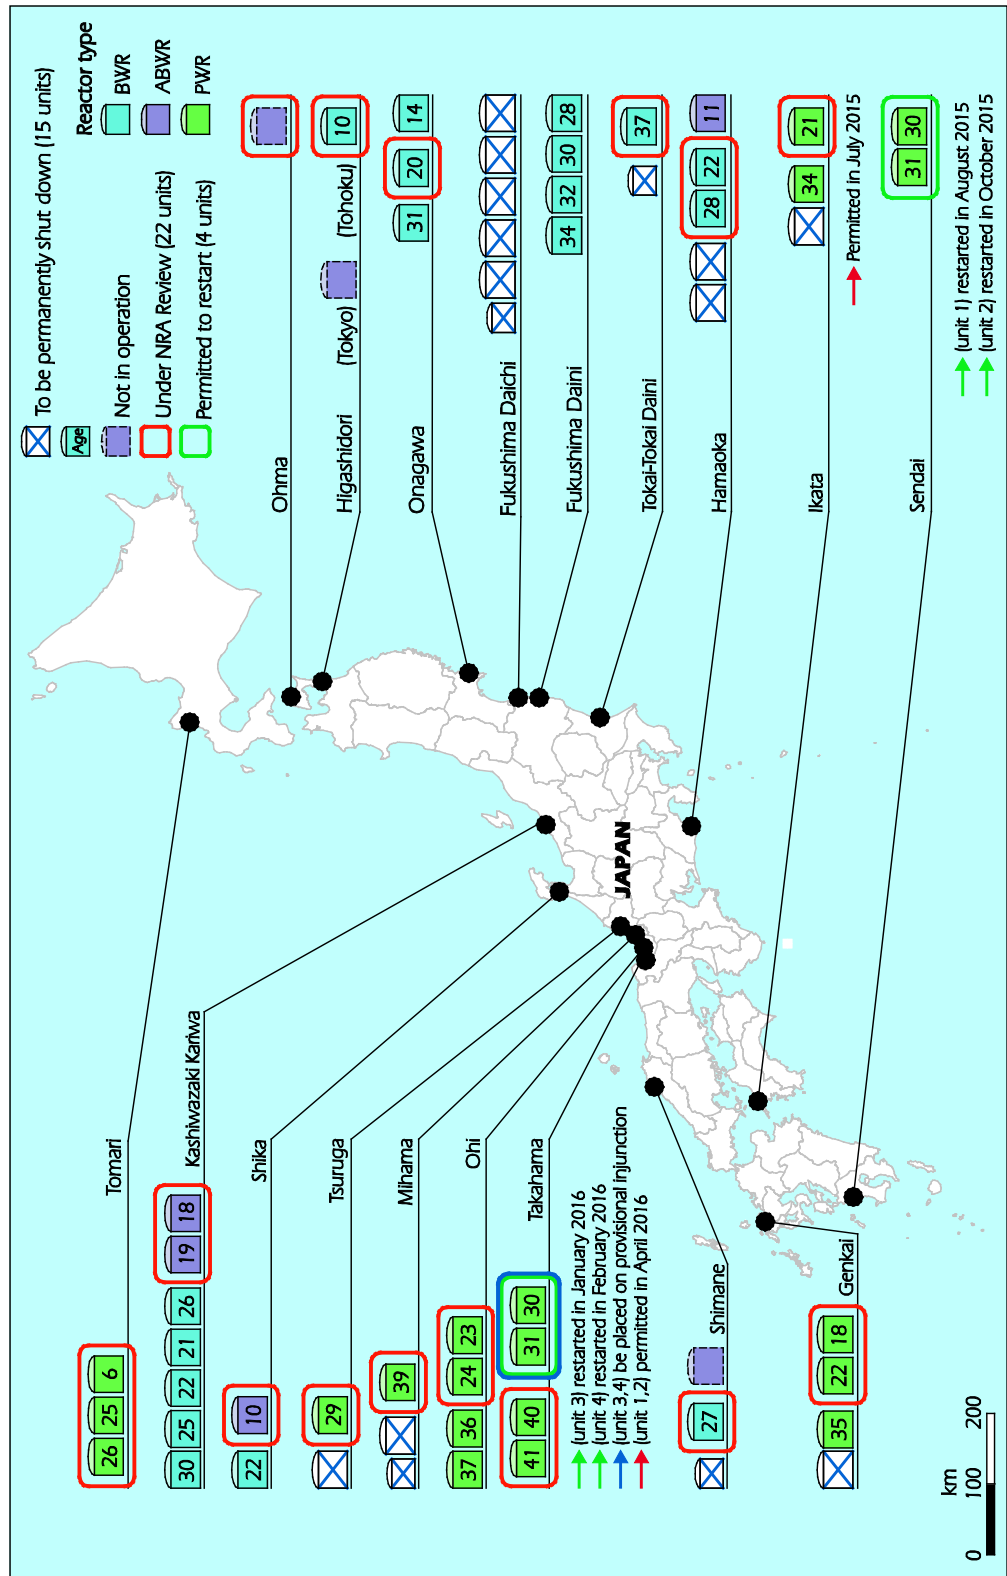 To be permanently shut down (15 units)
Age
Not in operation
Under NRA Review (22 units)
Permitted to restart (4 units)
Reactor type
BWR
ABWR
PWR
26 25 6 Tomari
30 25 22 21 26 19 18 Kashiwazaki Kariwa
22 10 Shika
29 Tsuruga
39 Mihama
37 36 24 23 Ohi
41 40 31 30 Takahama
(unit 3) restarted in January 2016
(unit 4) restarted in February 2016
(unit 3,4) be placed on provisional injunction
(unit 1,2) permitted in April 2016
27 Shimane
35 22 18 Genkai
JAPAN
Ohma
Higashidori (Tokyo) (Tohoku) 10
Onagawa 31 20 14
Fukushima Daichi
Fukushima Daini 34 32 30 28
Tokai-Tokai Daini 37
Hamaoka 28 22 11
Ikata 34 21
Permitted in July 2015
Sendai 31 30
(unit 1) restarted in August 2015
(unit 2) restarted in October 2015
km
0 100 200